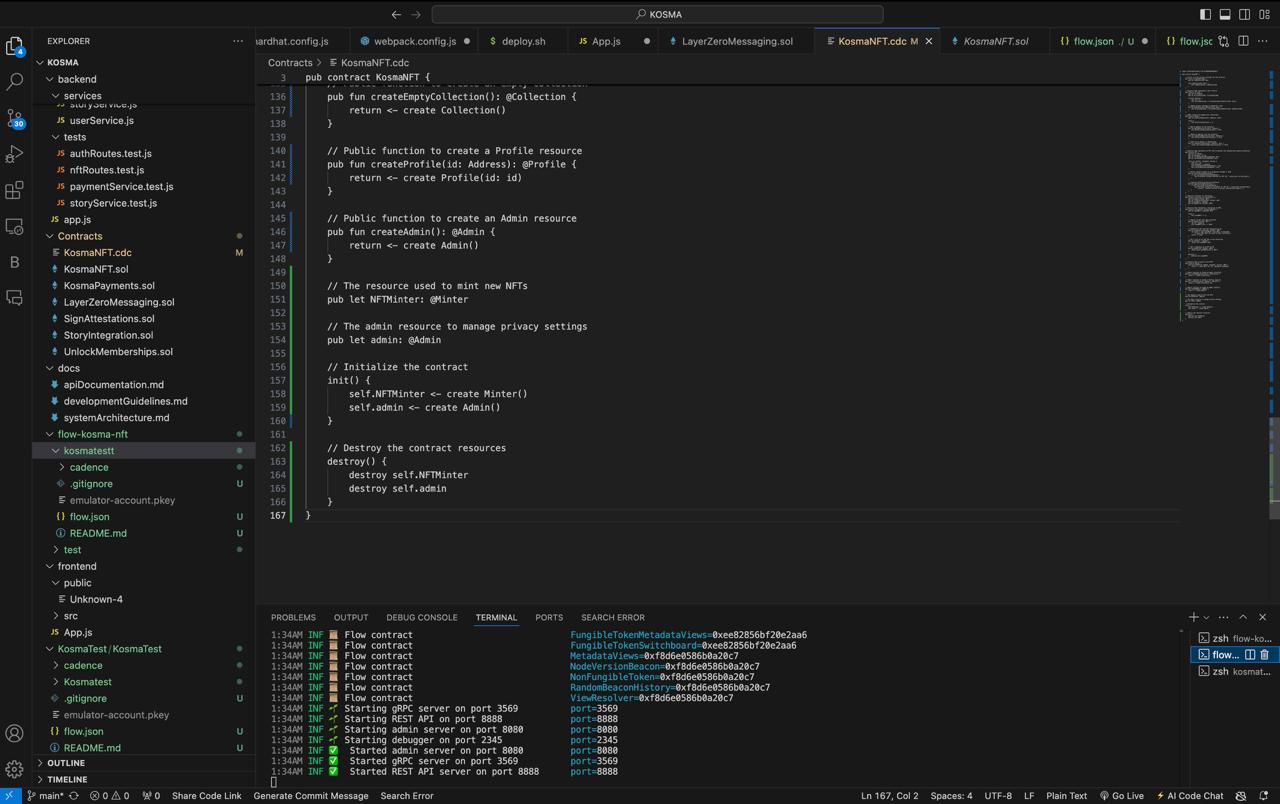 KOSMA
EXPLORER
KOSMA
backend
services
storyService.js
userService.js
tests
authRoutes.test.js
nftRoutes.test.js
paymentService.test.js
storyService.test.js
app.js
Contracts
KosmaNFT.cdc M
KosmaNFT.sol
KosmaPayments.sol
LayerZeroMessaging.sol
SignAttestations.sol
StoryIntegration.sol
UnlockMemberships.sol
docs
apiDocumentation.md
developmentGuidelines.md
systemArchitecture.md
flow-kosma-nft
kosmatestt
cadence
.gitignore U
emulator-account.pkey
flow.json U
README.md U
test
frontend
public
Unknown-4
src
App.js
KosmaTest/KosmaTest
cadence
Kosmatest
.gitignore U
emulator-account.pkey
flow.json U
README.md U
OUTLINE
TIMELINE
4
30
ardhat.config.js webpack.config.js deploy.sh App.js LayerZeroMessaging.sol KosmaNFT.cdc M KosmaNFT.sol flow.json ./ U flow.jsc
Contracts > KosmaNFT.cdc
3 pub contract KosmaNFT {
// Public function to create an empty collection
136 pub fun createEmptyCollection(): @Collection {
137 return <- create Collection()
138 }
139
140 // Public function to create a Profile resource
141 pub fun createProfile(id: Address): @Profile {
142 return <- create Profile(id: id)
143 }
144
145 // Public function to create an Admin resource
146 pub fun createAdmin(): @Admin {
147 return <- create Admin()
148 }
149
150 // The resource used to mint new NFTs
151 pub let NFTMinter: @Minter
152
153 // The admin resource to manage privacy settings
154 pub let admin: @Admin
155
156 // Initialize the contract
157 init() {
158 self.NFTMinter <- create Minter()
159 self.admin <- create Admin()
160 }
161
162 // Destroy the contract resources
163 destroy() {
164 destroy self.NFTMinter
165 destroy self.admin
166 }
167 }
PROBLEMS OUTPUT DEBUG CONSOLE TERMINAL PORTS SEARCH ERROR
1:34AM INF 📜 Flow contract FungibleTokenMetadataViews=0xee82856bf20e2aa6
1:34AM INF 📜 Flow contract FungibleTokenSwitchboard=0xee82856bf20e2aa6
1:34AM INF 📜 Flow contract MetadataViews=0xf8d6e0586b0a20c7
1:34AM INF 📜 Flow contract NodeVersionBeacon=0xf8d6e0586b0a20c7
1:34AM INF 📜 Flow contract NonFungibleToken=0xf8d6e0586b0a20c7
1:34AM INF 📜 Flow contract RandomBeaconHistory=0xf8d6e0586b0a20c7
1:34AM INF 📜 Flow contract ViewResolver=0xf8d6e0586b0a20c7
1:34AM INF 🌱 Starting gRPC server on port 3569 port=3569
1:34AM INF 🌱 Starting REST API on port 8888 port=8888
1:34AM INF 🌱 Starting admin server on port 8080 port=8080
1:34AM INF 🌱 Starting debugger on port 2345 port=2345
1:34AM INF ✅ Started admin server on port 8080 port=8080
1:34AM INF ✅ Started gRPC server on port 3569 port=3569
1:34AM INF ✅ Started REST API server on port 8888 port=8888
zsh flow-ko...
flow...
zsh kosmat...
main* 0 0 0 Share Code Link Generate Commit Message Search Error Ln 167, Col 2 Spaces: 4 UTF-8 LF Plain Text Go Live AI Code Chat